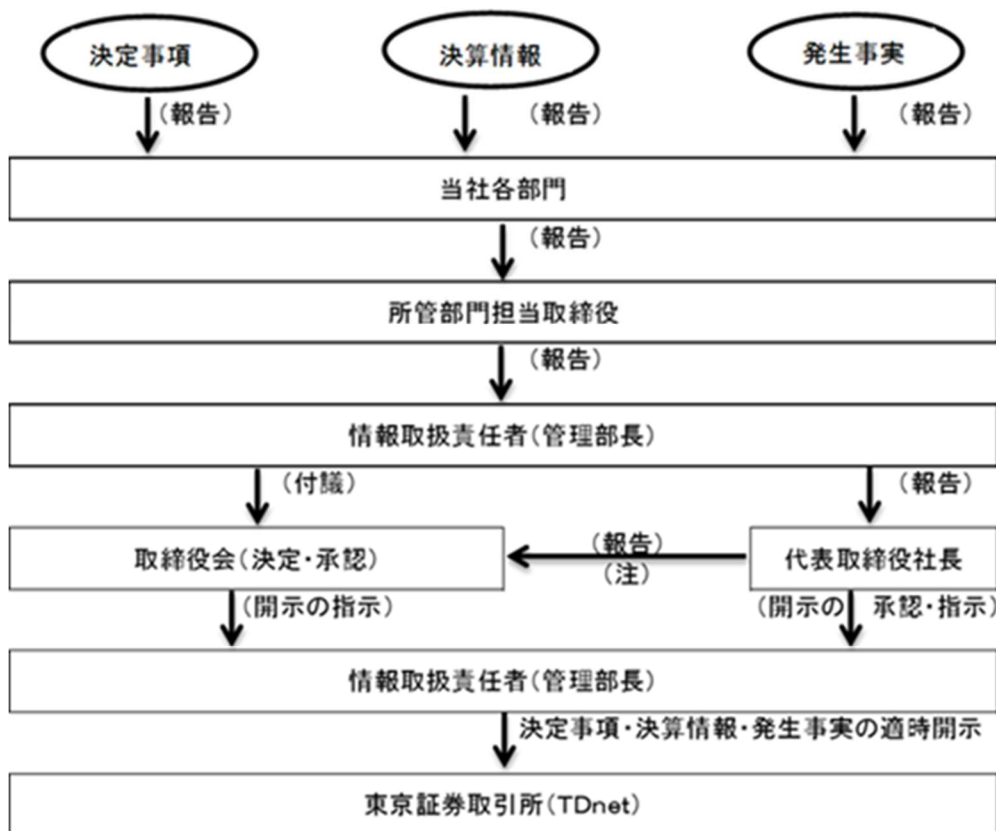 決定事項
決算情報
発生事実
(報告)
(報告)
(報告)
当社各部門
(報告)
所管部門担当取締役
(報告)
情報取扱責任者(管理部長)
(付議)
(報告)
取締役会(決定・承認)
(報告)
(注)
代表取締役社長
(開示の指示)
(開示の 承認・指示)
情報取扱責任者(管理部長)
決定事項・決算情報・発生事実の適時開示
東京証券取引所(TDnet)